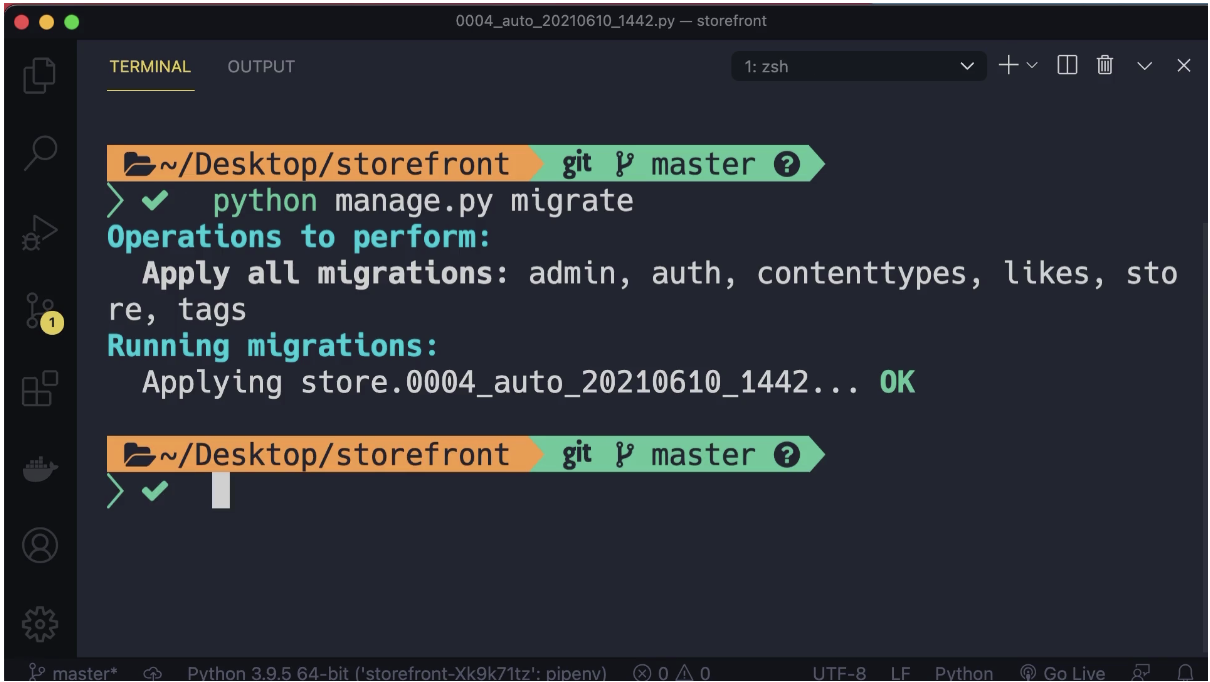 0004_auto_20210610_1442.py — storefront
TERMINAL OUTPUT 1: zsh
~/Desktop/storefront git master ?
python manage.py migrate
Operations to perform:
Apply all migrations: admin, auth, contenttypes, likes, sto
re, tags
Running migrations:
Applying store.0004_auto_20210610_1442... OK
~/Desktop/storefront git master ?
1
master* Python 3.9.5 64-bit ('storefront-Xk9k71tz': pipenv) 0 0 UTF-8 LF Python Go Live